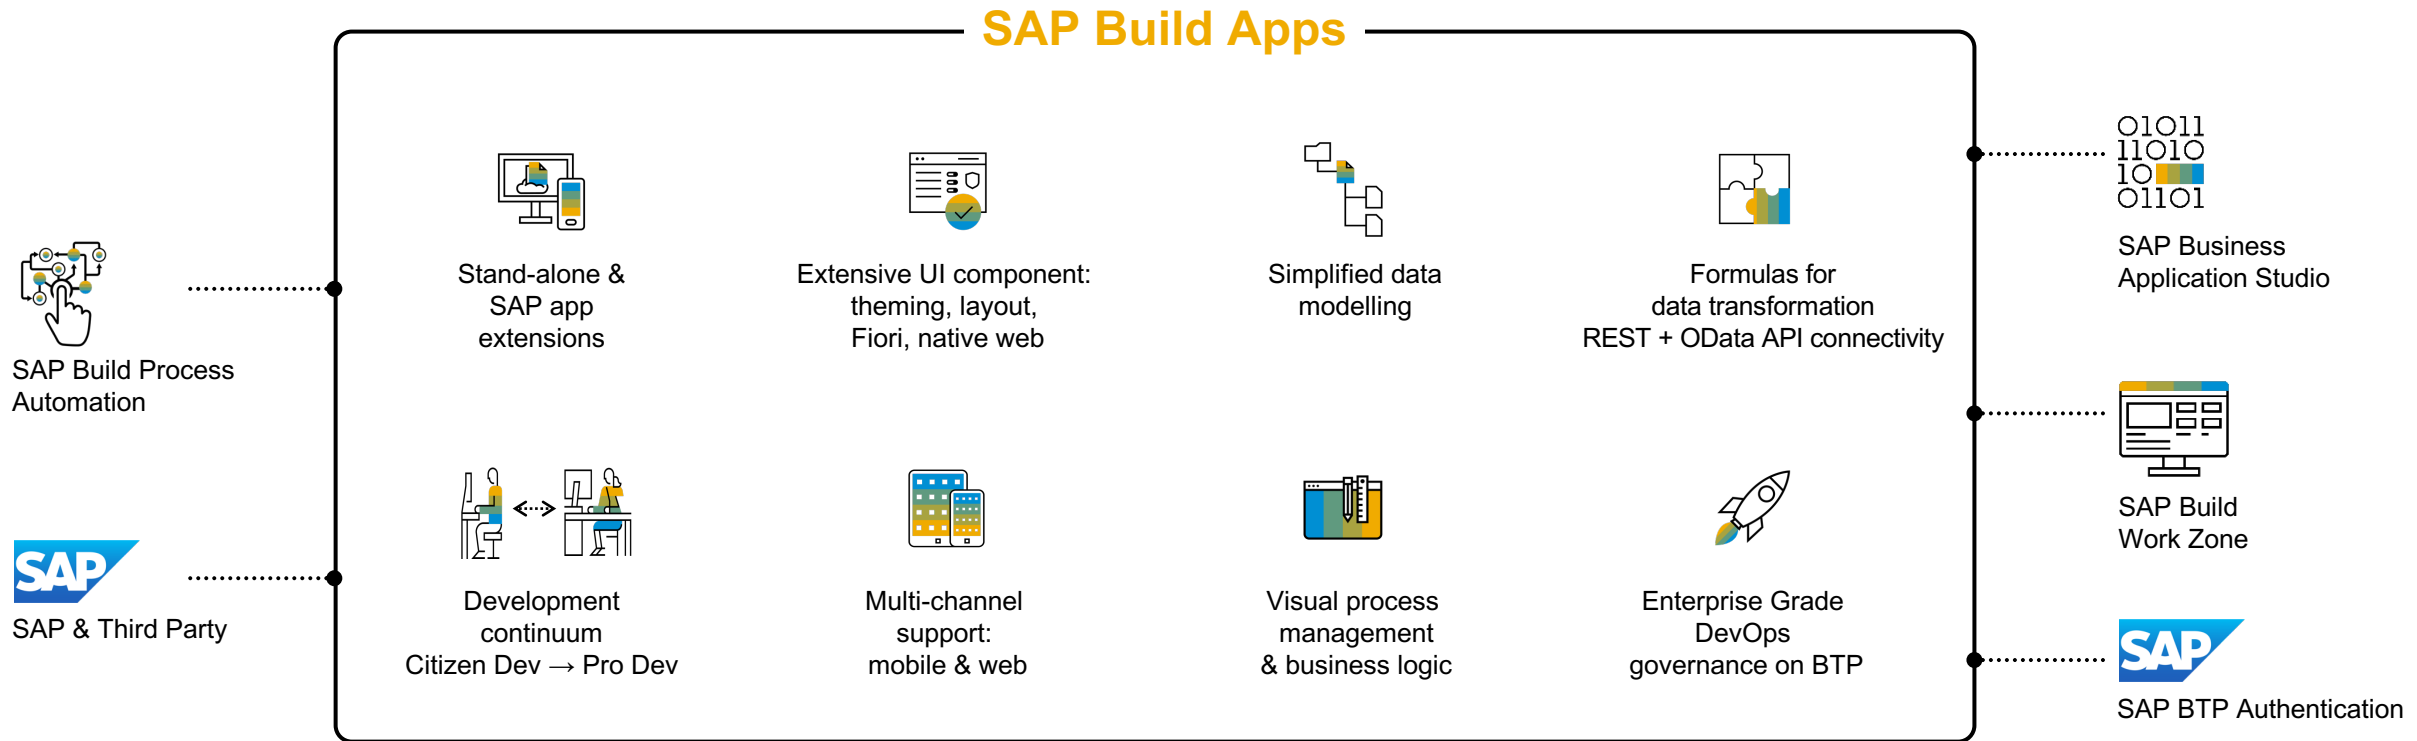 SAP Build Apps
SAP Build Process
Automation
SAP
SAP & Third Party
Stand-alone &
SAP app
extensions
Extensive UI component:
theming, layout,
Fiori, native web
Simplified data
modelling
Formulas for
data transformation
REST + OData API connectivity
Development
continuum
Citizen Dev → Pro Dev
Multi-channel
support:
mobile & web
Visual process
management
& business logic
Enterprise Grade
DevOps
governance on BTP
01011
11010
10
01101
SAP Business
Application Studio
SAP Build
Work Zone
SAP
SAP BTP Authentication